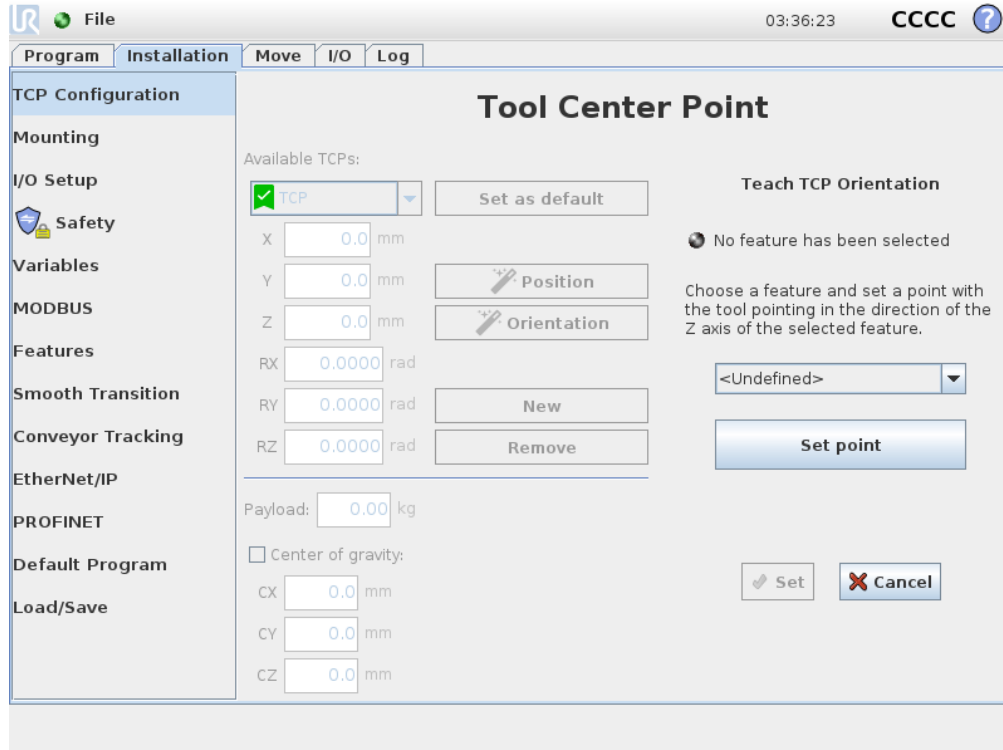 UR File 03:36:23 CCCC ?
Program Installation Move I/O Log
TCP Configuration
Mounting
I/O Setup
Safety
Variables
MODBUS
Features
Smooth Transition
Conveyor Tracking
EtherNet/IP
PROFINET
Default Program
Load/Save
Tool Center Point
Available TCPs:
TCP Set as default
X 0.0 mm
Y 0.0 mm Position
Z 0.0 mm Orientation
RX 0.0000 rad
RY 0.0000 rad New
RZ 0.0000 rad Remove
Payload: 0.00 kg
Center of gravity:
CX 0.0 mm
CY 0.0 mm
CZ 0.0 mm
Teach TCP Orientation
No feature has been selected
Choose a feature and set a point with
the tool pointing in the direction of the
Z axis of the selected feature.
<Undefined>
Set point
Set Cancel